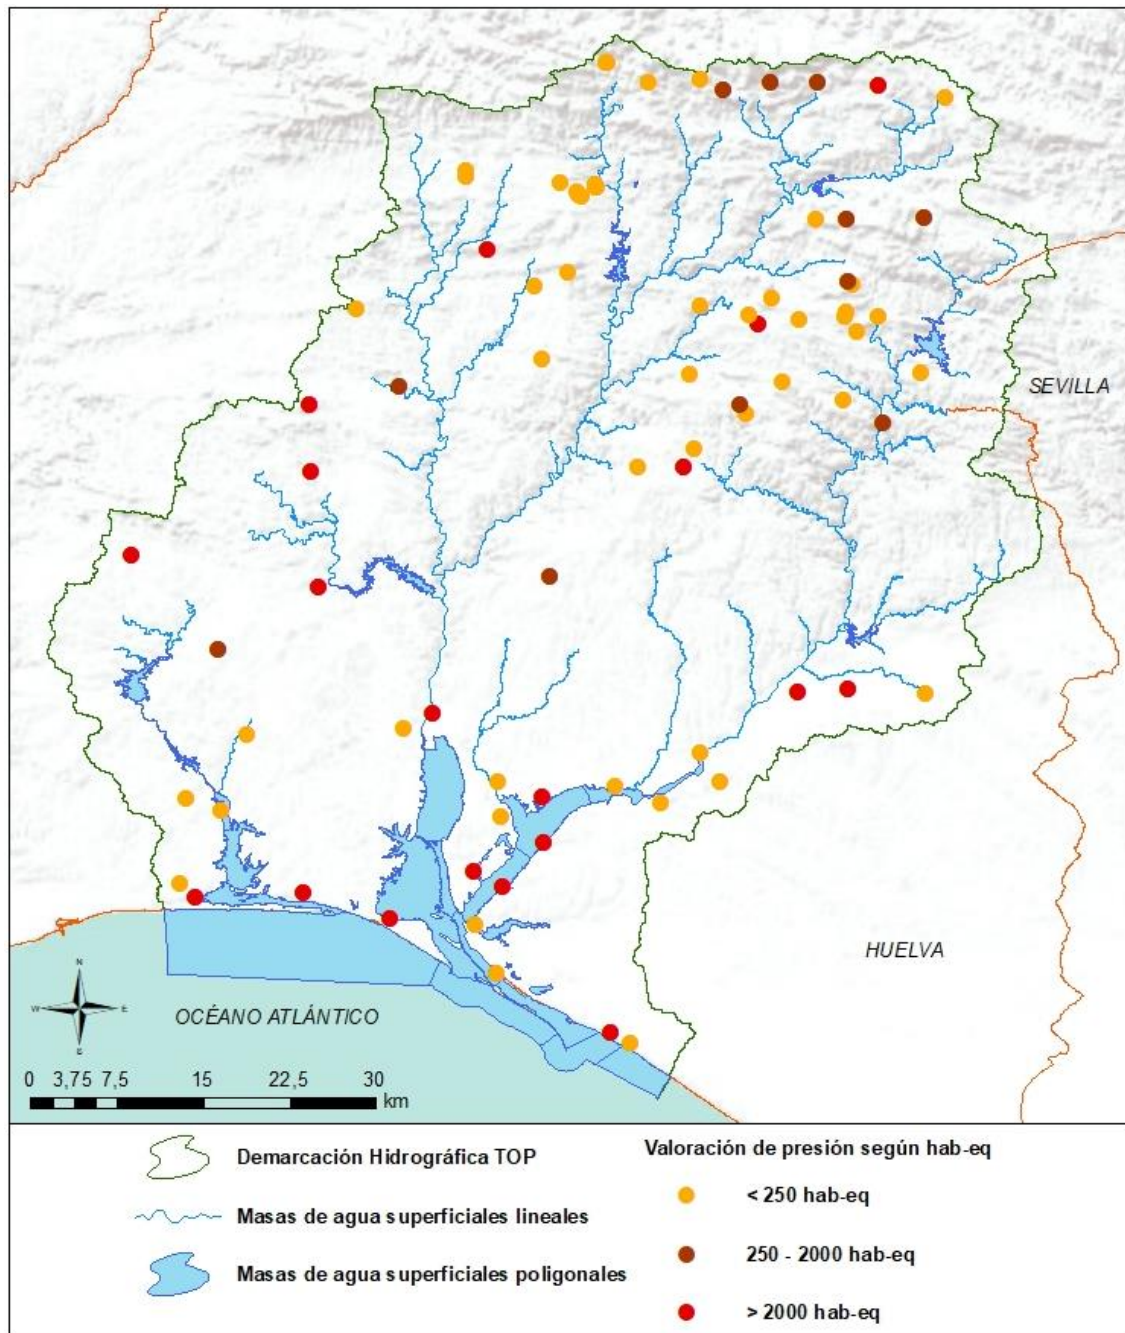 SEVILLA
HUELVA
N
W E
S
OCÉANO ATLÁNTICO
0 3,75 7,5 15 22,5 30
km
Demarcación Hidrográfica TOP
Masas de agua superficiales lineales
Masas de agua superficiales poligonales
Valoración de presión según hab-eq
< 250 hab-eq
250 - 2000 hab-eq
> 2000 hab-eq